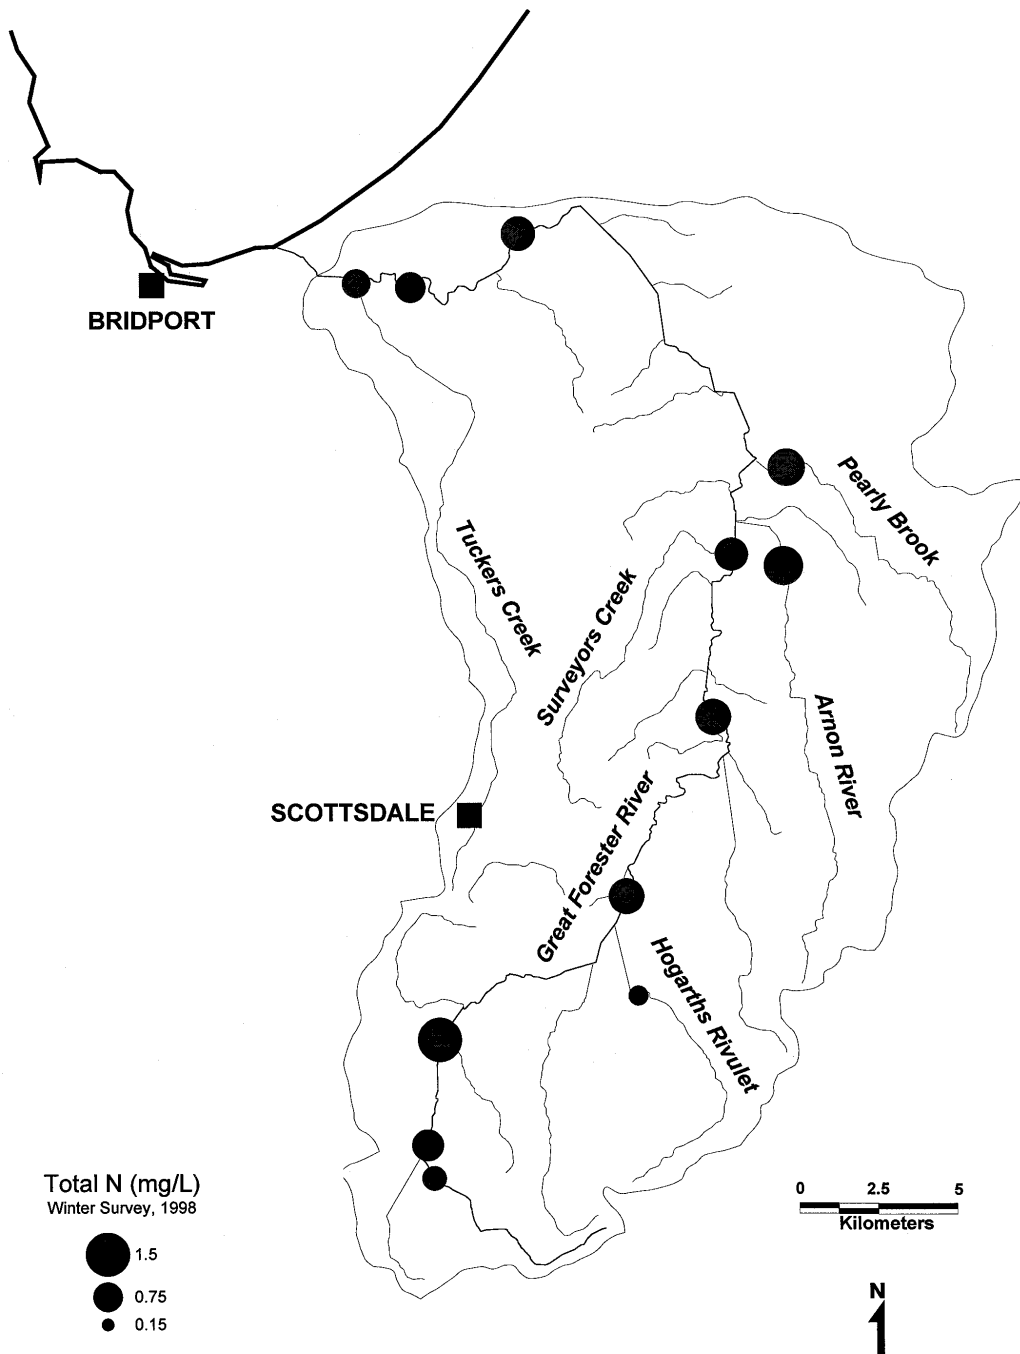 BRIDPORT
Pearly Brook
Tuckers Creek
Surveyors Creek
Arnon River
SCOTTSDALE
Great Forester River
Hogarths Rivulet
Total N (mg/L)
Winter Survey, 1998
1.5
0.75
0.15
0 2.5 5
Kilometers
N